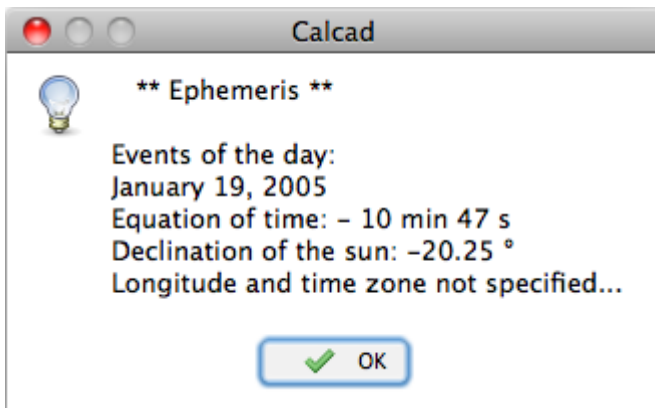 Calcad
** Ephemeris **
Events of the day:
January 19, 2005
Equation of time: – 10 min 47 s
Declination of the sun: −20.25 °
Longitude and time zone not specified...
OK